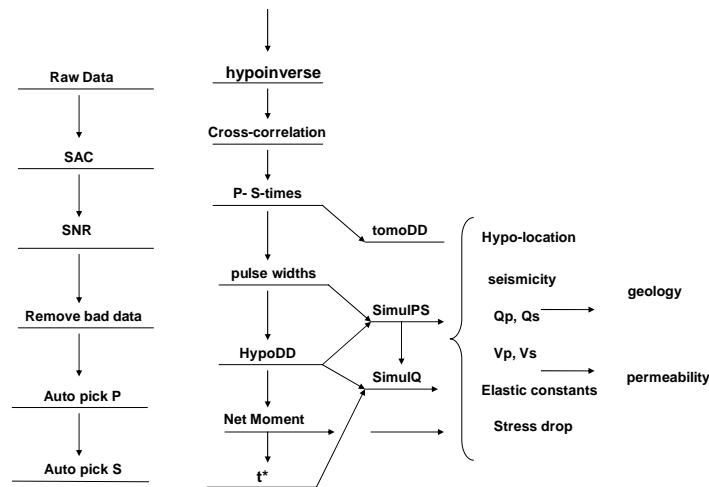 Raw Data
SAC
SNR
Remove bad data
Auto pick P
Auto pick S
hypoinverse
Cross-correlation
P- S-times
pulse widths
HypoDD
Net Moment
t*
tomoDD
SimulPS
SimulQ
Hypo-location
seismicity
Qp, Qs
Vp, Vs
Elastic constants
Stress drop
geology
permeability